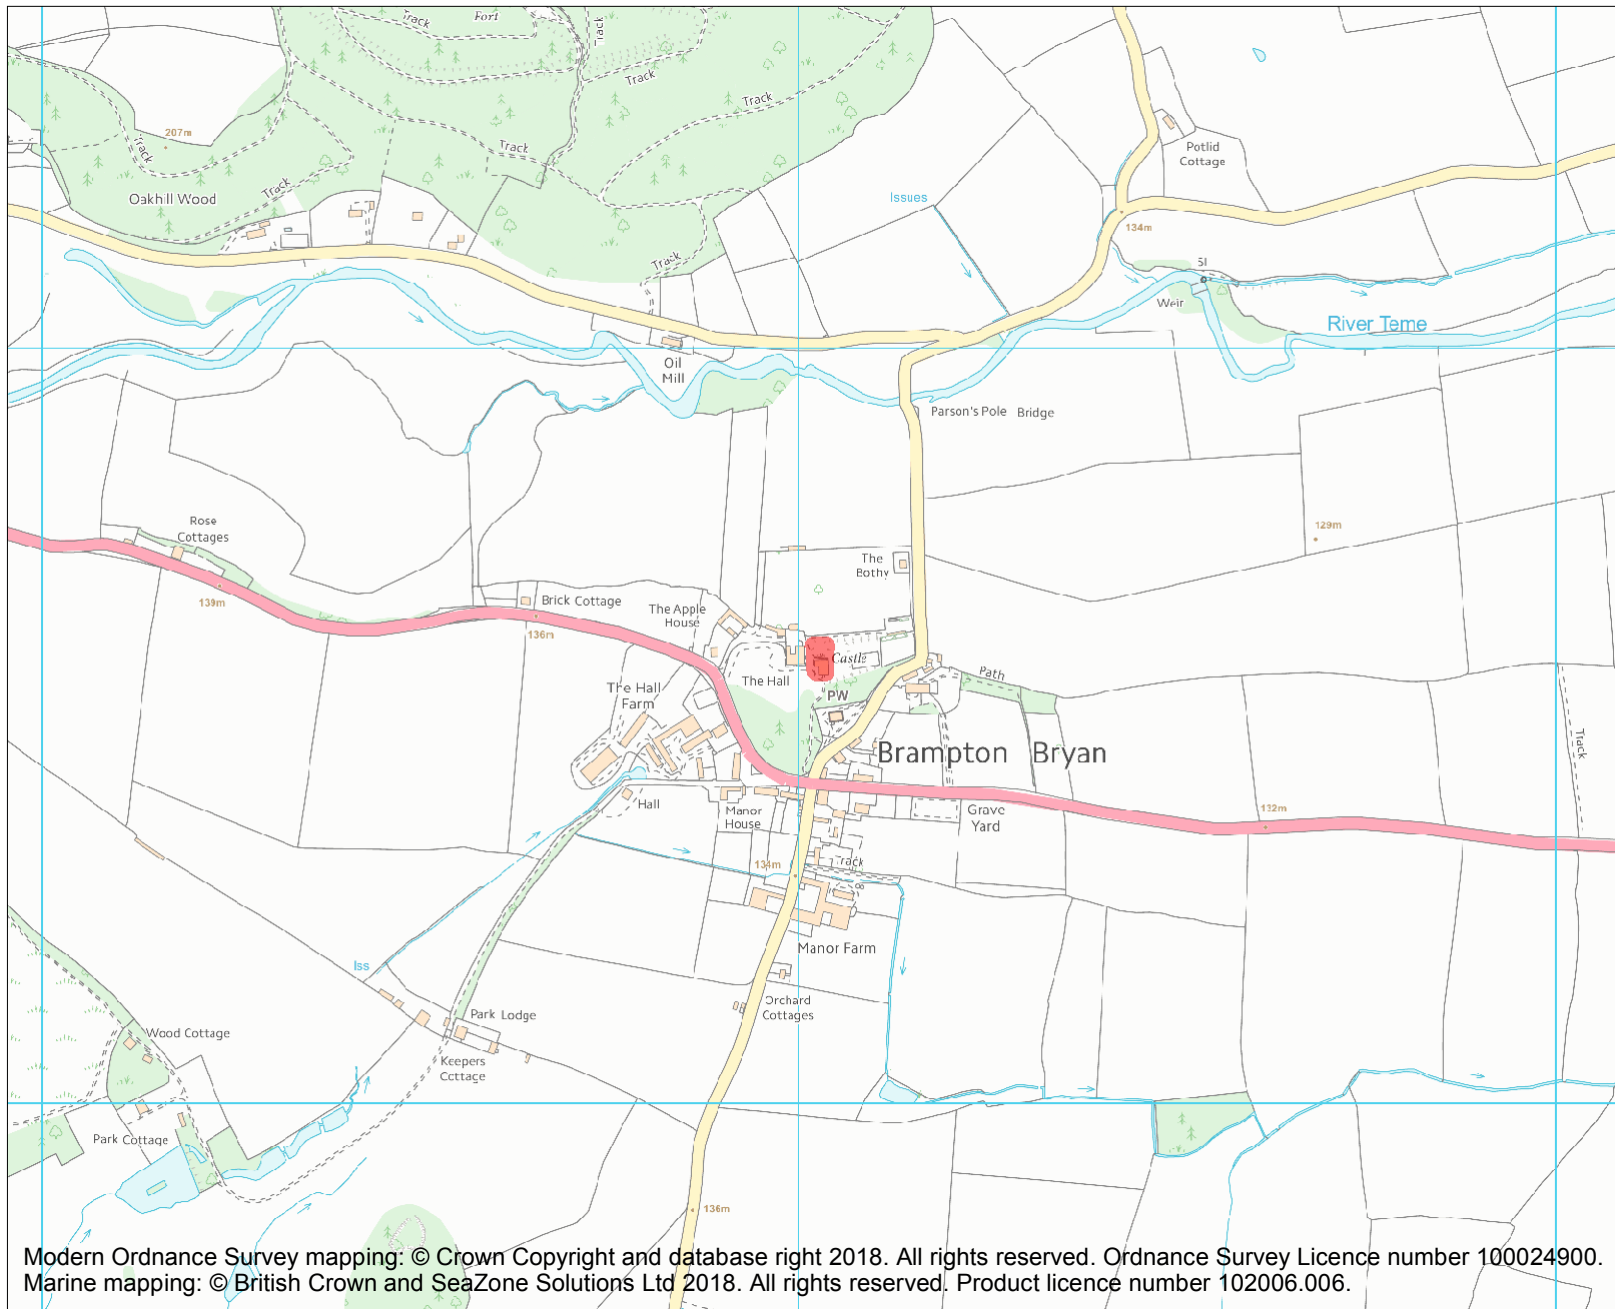 Track
Fort
Track
Track
Track
207m
Track
Track
Track
Oakhill Wood
Potlid
Cottage
Issues
134m
Track
Sl
Weir
River Teme
Oil
Mill
Parson's Pole Bridge
Rose
Cottages
129m
The
Bothy
139m
Brick Cottage
The Apple
House
136m
Castle
Path
The Hall
The Hall
Farm
PW
Brampton Bryan
Track
Hall
Manor
House
Grave
Yard
132m
134m
Track
Manor Farm
Iss
Orchard
Cottages
Park Lodge
Wood Cottage
Keepers
Cottage
Park Cottage
136m
Modern Ordnance Survey mapping: © Crown Copyright and database right 2018. All rights reserved. Ordnance Survey Licence number 100024900.
Marine mapping: © British Crown and SeaZone Solutions Ltd 2018. All rights reserved. Product licence number 102006.006.